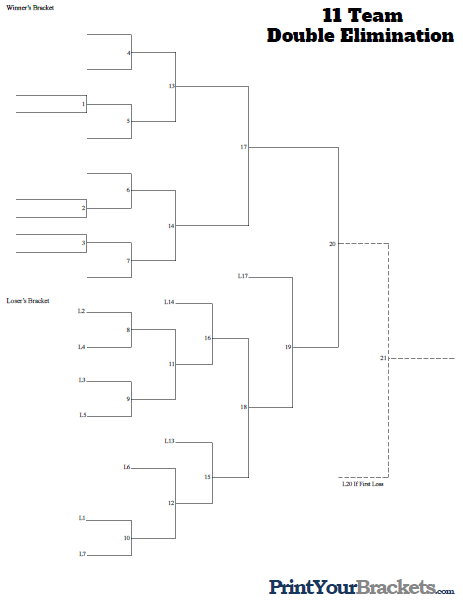 Winner's Bracket
11 Team
Double Elimination
4
13
1
5
17
6
2
14
20
3
7
L17
Loser's Bracket
L14
L2
8
16
L4
19
21
11
L3
9
18
L5
L13
L6
15
L20 If First Loss
12
L1
10
L7
PrintYourBrackets.com